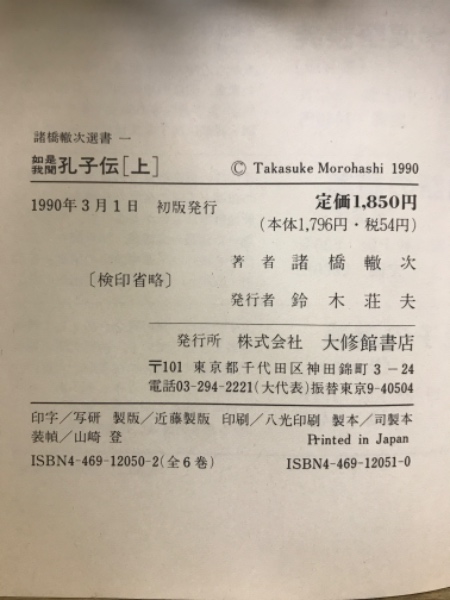 諸橋轍次選書 一
如是我聞 孔子伝[上]
© Takasuke Morohashi 1990
1990年3月1日 初版発行
定価1,850円
(本体1,796円・税54円)
著者 諸橋轍次
〔検印省略〕
発行者 鈴木荘夫
発行所 株式会社 大修館書店
〒101 東京都千代田区神田錦町3-24
電話03-294-2221(大代表)振替東京9-40504
印字/写研 製版/近藤製版 印刷/八光印刷 製本/司製本
装幀/山崎 登 Printed in Japan
ISBN4-469-12050-2(全6巻) ISBN4-469-12051-0